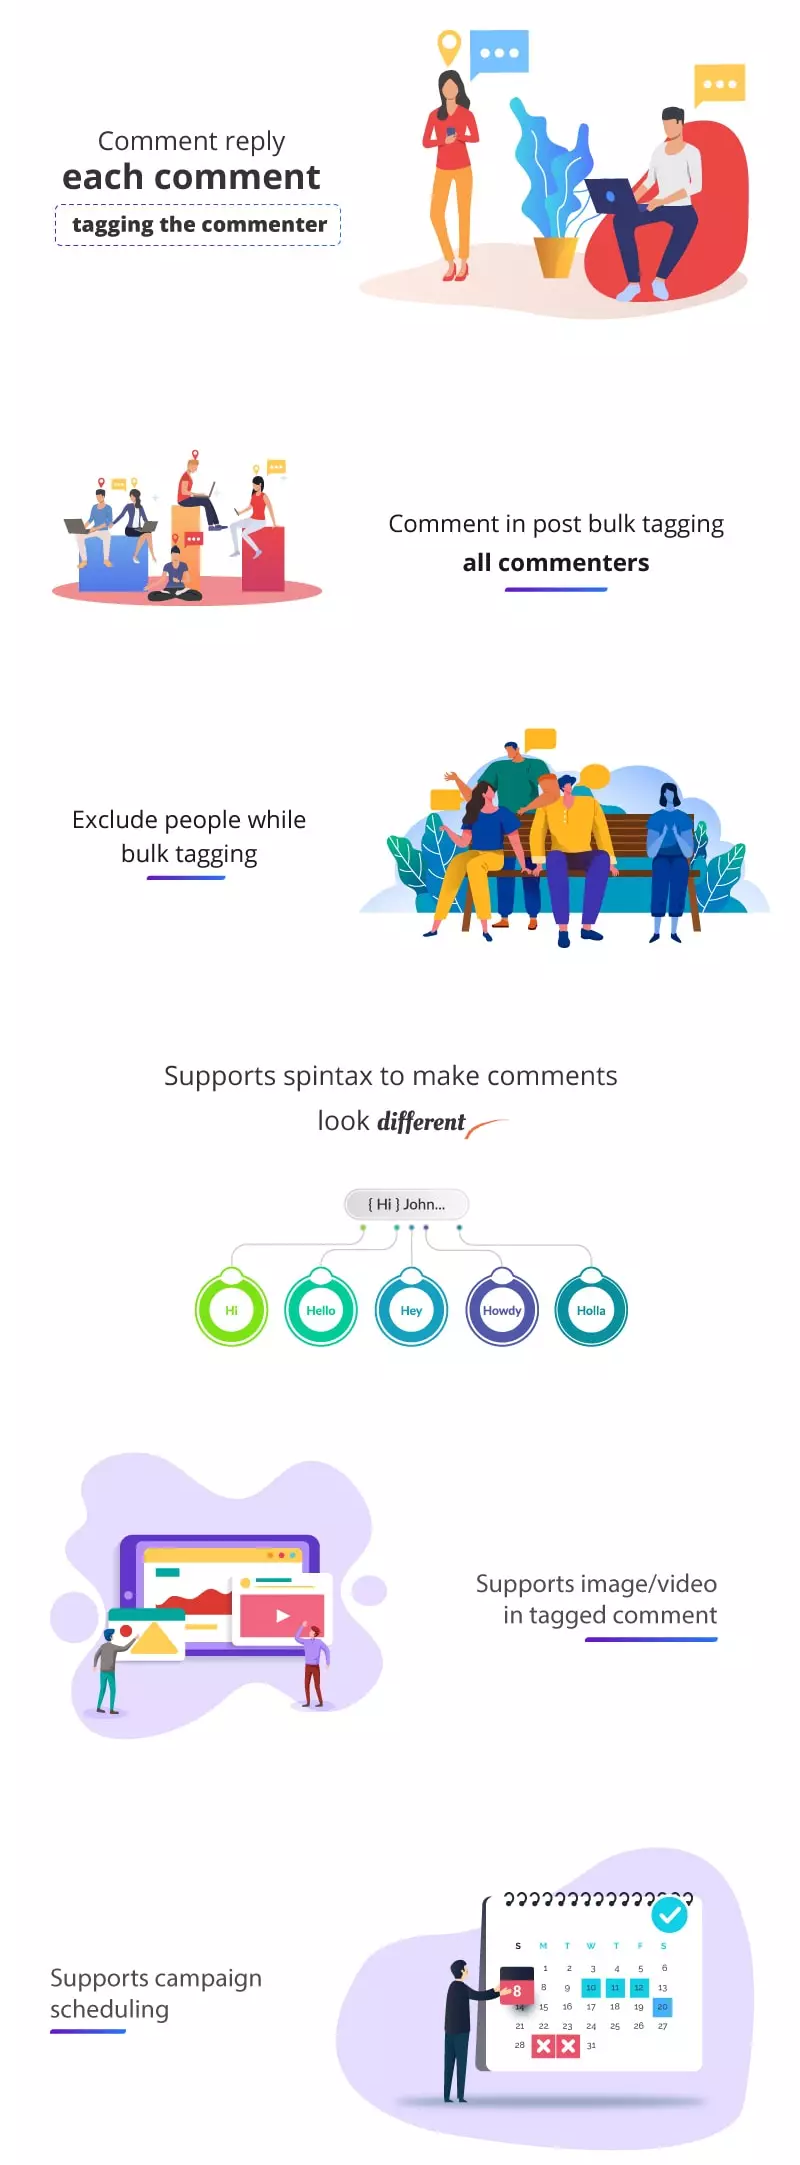 Comment reply
each comment
tagging the commenter
Comment in post bulk tagging
all commenters
Exclude people while
bulk tagging
Supports spintax to make comments
look different
{ Hi } John...
Hi Hello Hey Howdy Holla
Supports image/video
in tagged comment
Supports campaign
scheduling
S M T W T F S
1 2 3 4 5 6
8 8 9 10 11 12 13
14 15 16 17 18 19 20
21 22 23 24 25 26 27
28 31